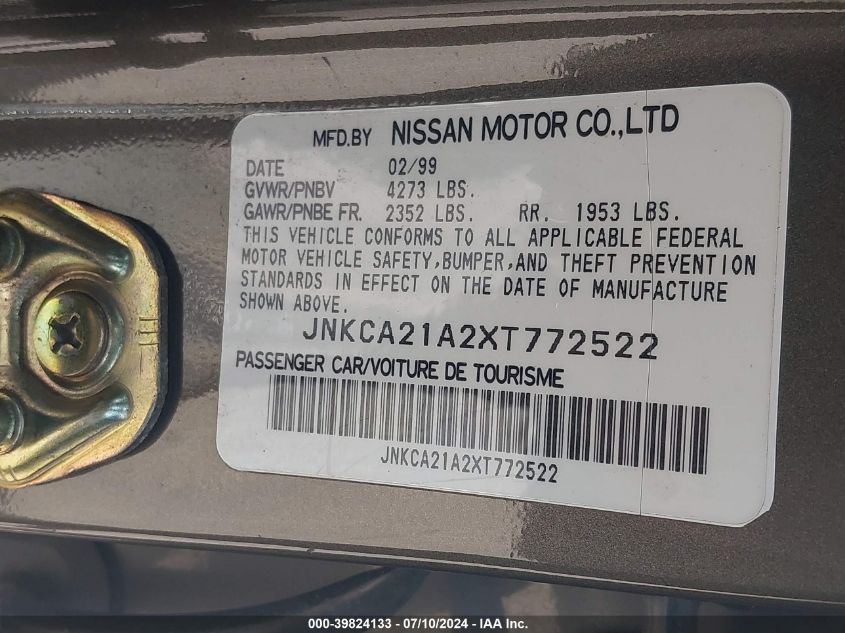 MFD.BY NISSAN MOTOR CO.,LTD
DATE 02/99
GVWR/PNBV 4273 LBS.
GAWR/PNBE FR. 2352 LBS. RR. 1953 LBS.
THIS VEHICLE CONFORMS TO ALL APPLICABLE FEDERAL
MOTOR VEHICLE SAFETY,BUMPER,AND THEFT PREVENTION
STANDARDS IN EFFECT ON THE DATE OF MANUFACTURE
SHOWN ABOVE.
JNKCA21A2XT772522
PASSENGER CAR/VOITURE DE TOURISME
JNKCA21A2XT772522
000-39824133 - 07/10/2024 - IAA Inc.